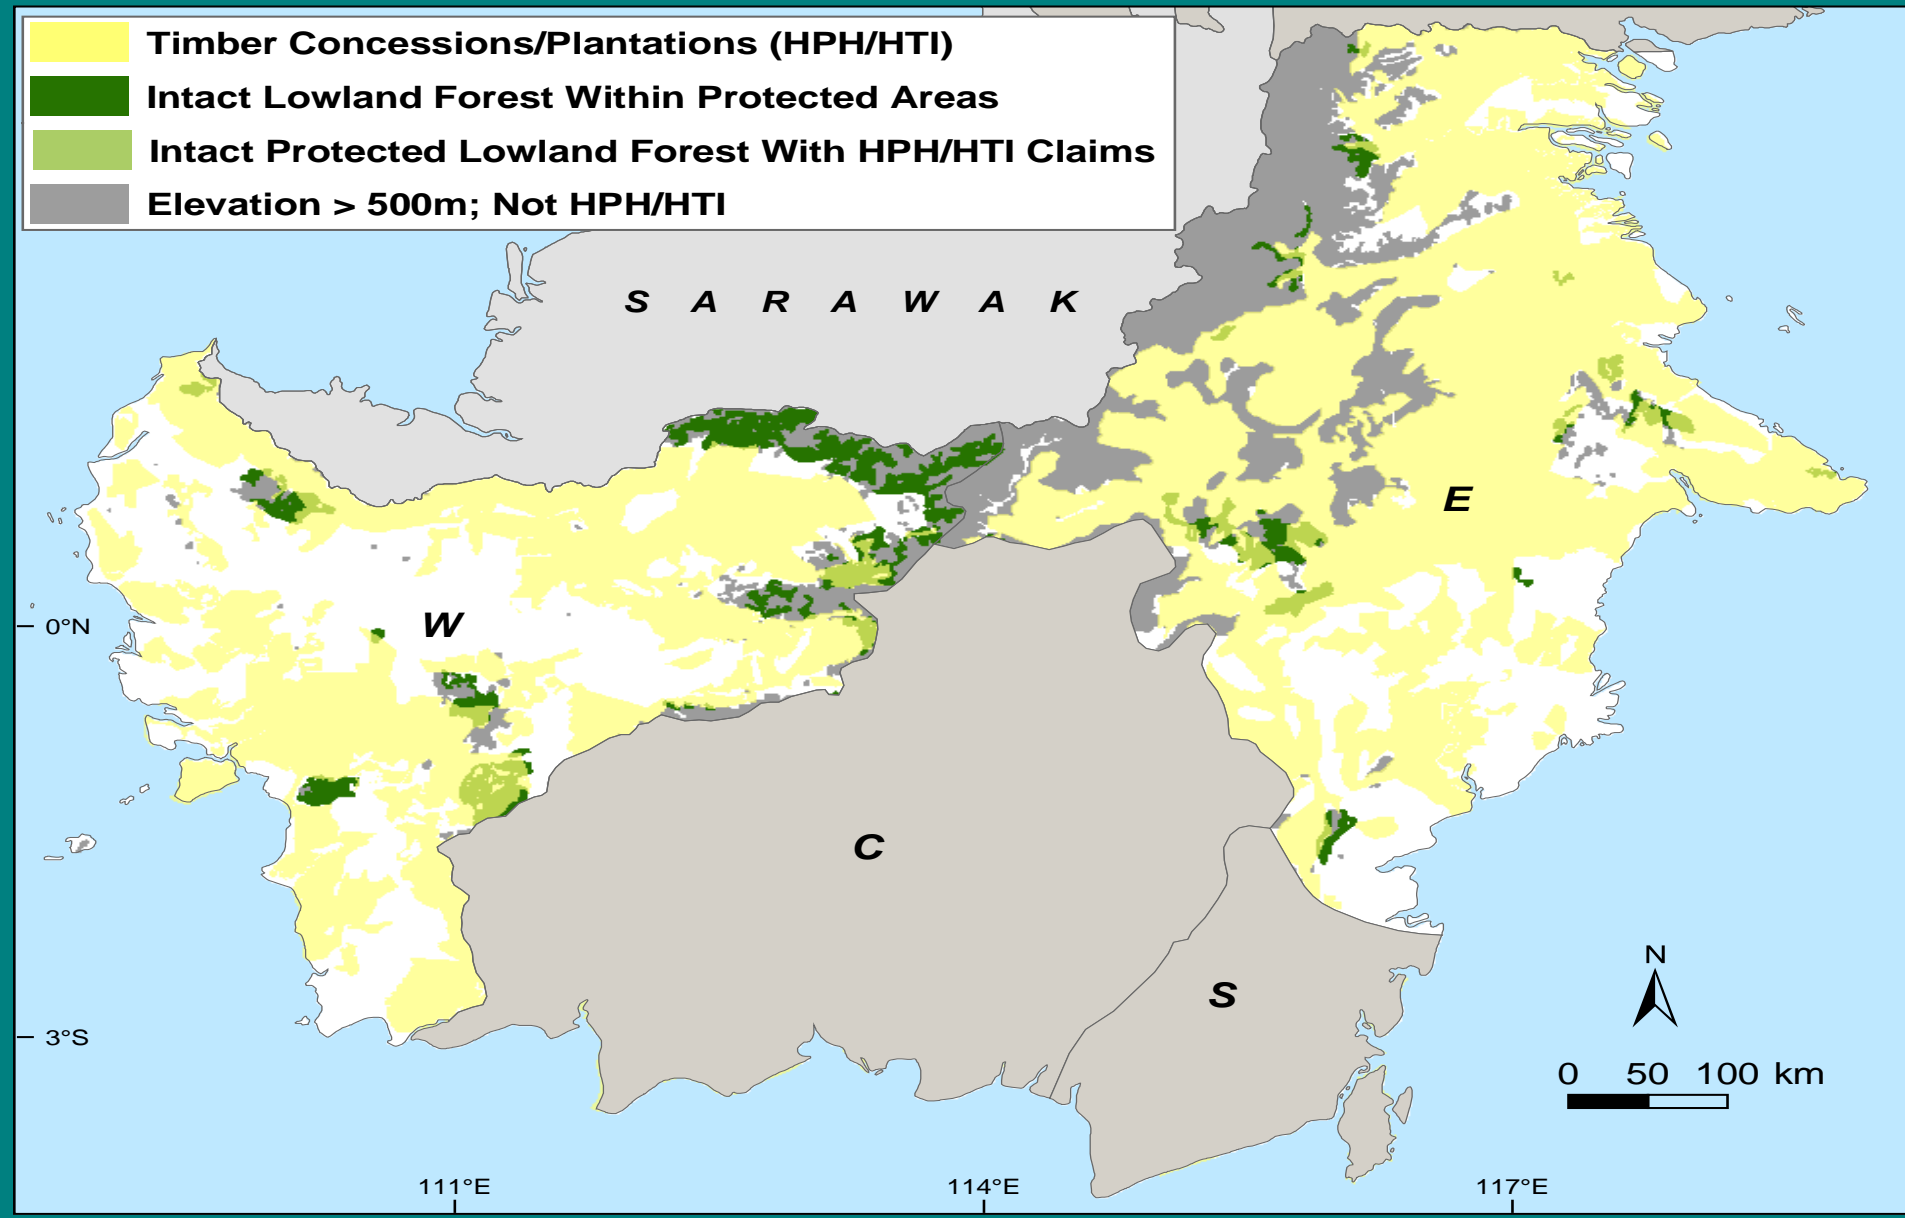 Timber Concessions/Plantations (HPH/HTI)
Intact Lowland Forest Within Protected Areas
Intact Protected Lowland Forest With HPH/HTI Claims
Elevation > 500m; Not HPH/HTI
S A R A W A K
E
W
0°N
C
N
S
3°S
0 50 100 km
111°E 114°E 117°E